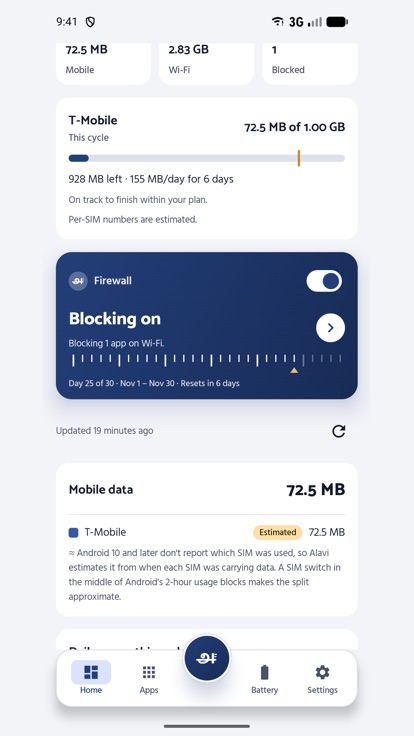 9:41
3G
72.5 MB
Mobile
2.83 GB
Wi-Fi
1
Blocked
T-Mobile
72.5 MB of 1.00 GB
This cycle
928 MB left · 155 MB/day for 6 days
On track to finish within your plan.
Per-SIM numbers are estimated.
Firewall
Blocking on
Blocking 1 app on Wi-Fi.
Day 25 of 30 · Nov 1 – Nov 30 · Resets in 6 days
Updated 19 minutes ago
Mobile data
72.5 MB
T-Mobile
Estimated
72.5 MB
≈ Android 10 and later don't report which SIM was used, so Alavi
estimates it from when each SIM was carrying data. A SIM switch in
the middle of Android's 2-hour usage blocks makes the split
approximate.
Home
Apps
Battery
Settings